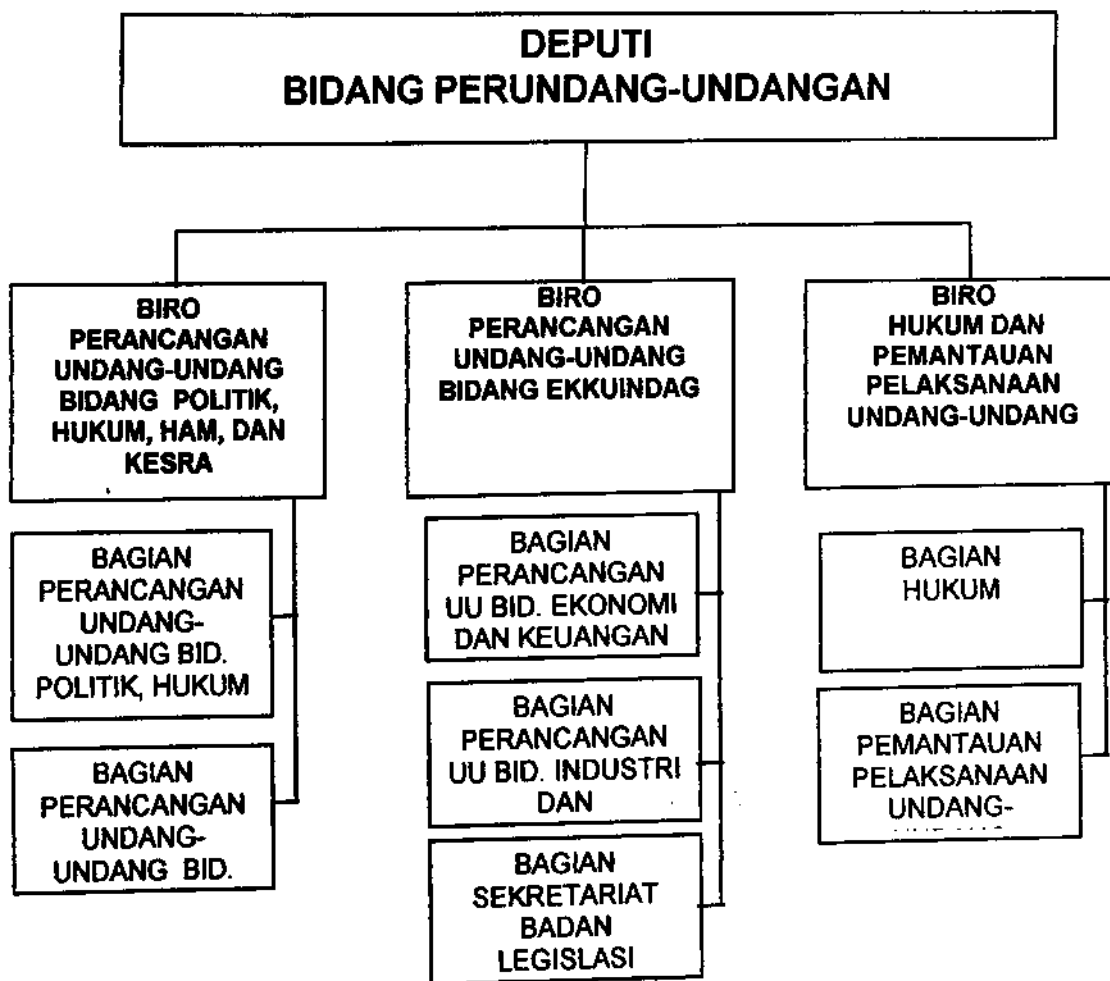 DEPUTI
BIDANG PERUNDANG-UNDANGAN
BIRO
PERANCANGAN
UNDANG-UNDANG
BIDANG POLITIK,
HUKUM, HAM, DAN
KESRA
BAGIAN
PERANCANGAN
UNDANG-
UNDANG BID.
POLITIK, HUKUM
BAGIAN
PERANCANGAN
UNDANG-
UNDANG BID.
BIRO
PERANCANGAN
UNDANG-UNDANG
BIDANG EKKUINDAG
BAGIAN
PERANCANGAN
UU BID. EKONOMI
DAN KEUANGAN
BAGIAN
PERANCANGAN
UU BID. INDUSTRI
DAN
BAGIAN
SEKRETARIAT
BADAN
LEGISLASI
BIRO
HUKUM DAN
PEMANTAUAN
PELAKSANAAN
UNDANG-UNDANG
BAGIAN
HUKUM
BAGIAN
PEMANTAUAN
PELAKSANAAN
UNDANG-